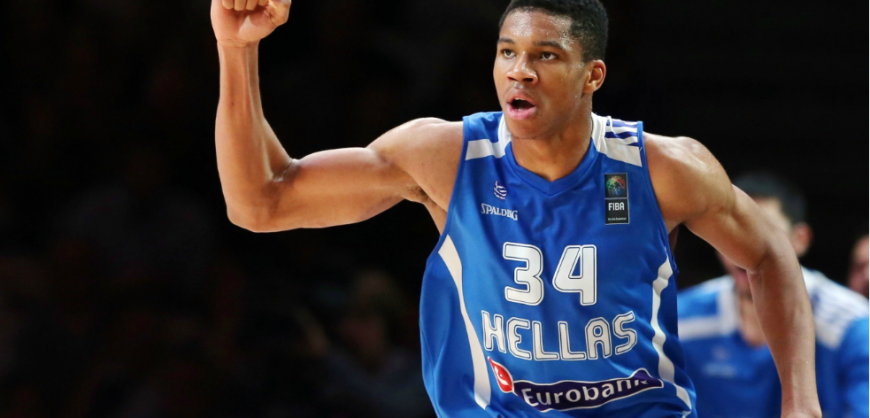 SPALDING
FIBA
34
HELLAS
Eurobank